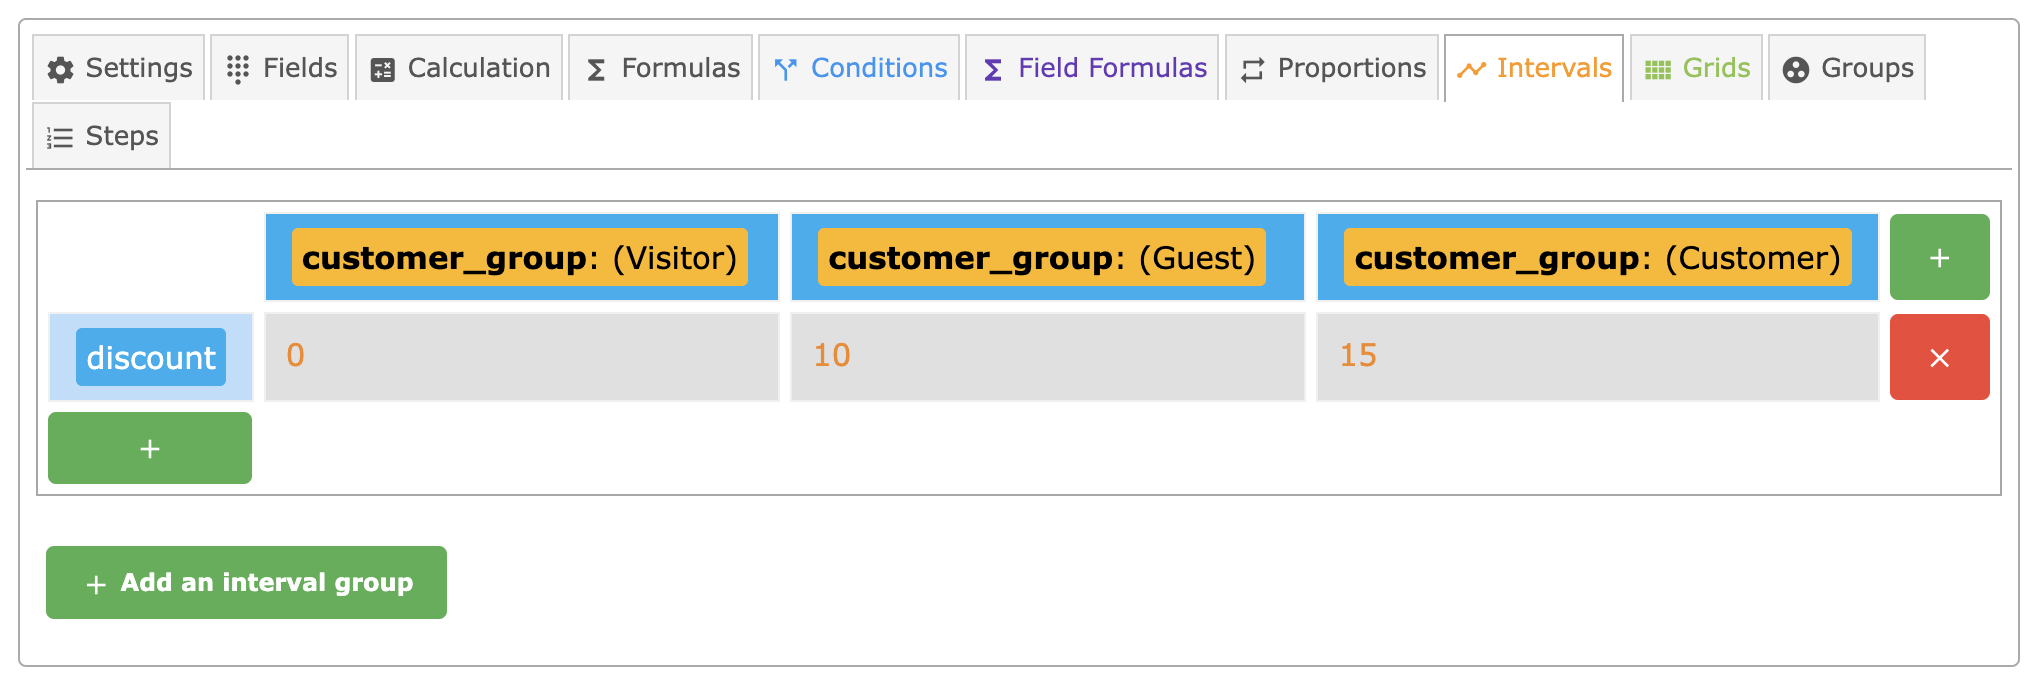 Settings Fields Calculation Formulas Conditions Field Formulas Proportions Intervals Grids Groups
Steps
customer_group: (Visitor) customer_group: (Guest) customer_group: (Customer) +
discount 0 10 15 ×
+
+ Add an interval group